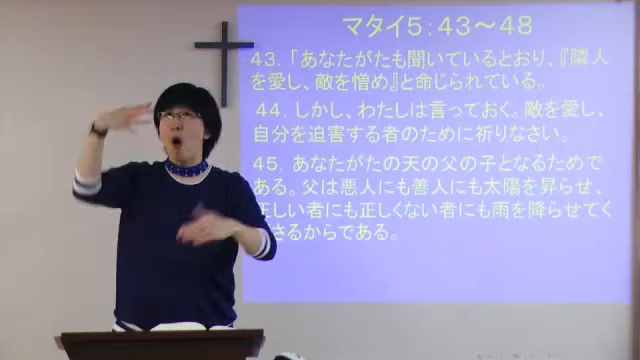 マタイ5：43～48
43．「あなたがたも聞いているとおり、『隣人
を愛し、敵を憎め』と命じられている。
44．しかし、わたしは言っておく。敵を愛し、
自分を迫害する者のために祈りなさい。
45．あなたがたの天の父の子となるためで
ある。父は悪人にも善人にも太陽を昇らせ、
正しい者にも正しくない者にも雨を降らせてく
さるからである。